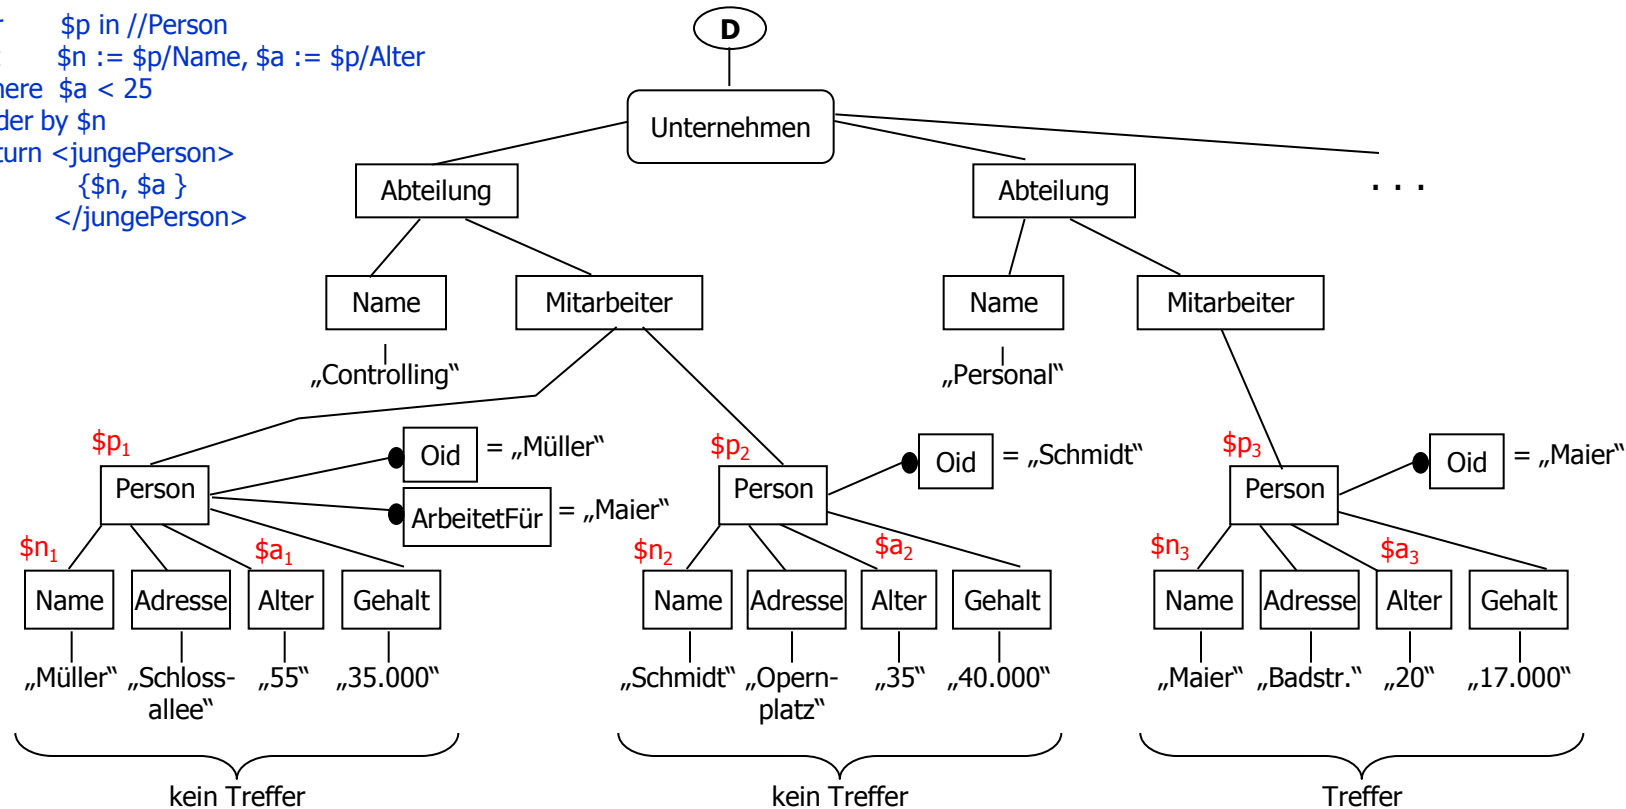 r $p in //Person
$n := $p/Name, $a := $p/Alter
here $a < 25
der by $n
turn <jungePerson>
{$n, $a }
</jungePerson>
D
Unternehmen
Abteilung
Abteilung
. . .
Name
Mitarbeiter
Name
Mitarbeiter
„Controlling“
„Personal“
$p1
Oid
= „Müller“
$p2
Oid
= „Schmidt“
$p3
Oid
= „Maier“
Person
ArbeitetFür
= „Maier“
Person
Person
$n1
$a1
$n2
$a2
$n3
$a3
Name
Adresse
Alter
Gehalt
Name
Adresse
Alter
Gehalt
Name
Adresse
Alter
Gehalt
„Müller“
„Schloss-
allee“
„55“
„35.000“
„Schmidt“
„Opern-
platz“
„35“
„40.000“
„Maier“
„Badstr.“
„20“
„17.000“
kein Treffer
kein Treffer
Treffer